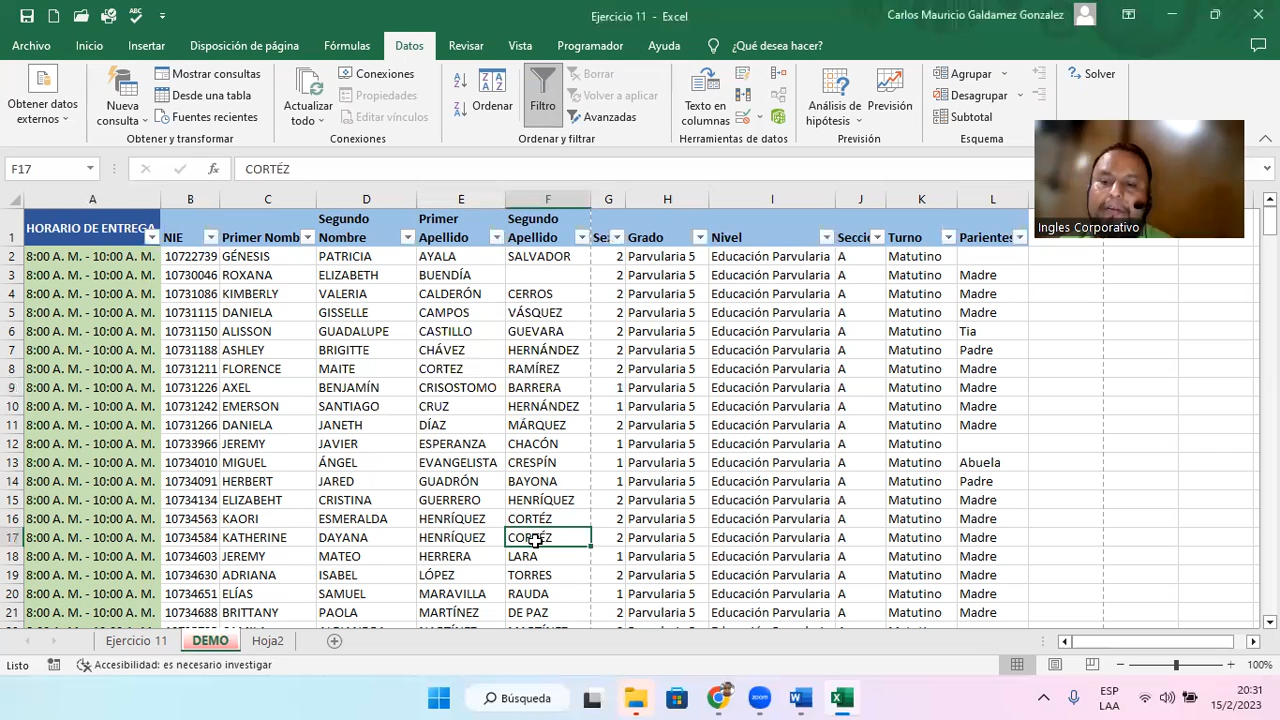 Ejercicio 11 - Excel
Carlos Mauricio Galdamez Gonzalez
Archivo Inicio Insertar Disposición de página Fórmulas Datos Revisar Vista Programador Ayuda ¿Qué desea hacer?
Obtener datos externos
Nueva consulta
Mostrar consultas
Desde una tabla
Fuentes recientes
Obtener y transformar
Actualizar todo
Conexiones
Propiedades
Editar vínculos
Conexiones
Ordenar
Filtro
Borrar
Volver a aplicar
Avanzadas
Ordenar y filtrar
Texto en columnas
Herramientas de datos
Análisis de hipótesis
Previsión
Previsión
Agrupar
Desagrupar
Subtotal
Esquema
Solver
Ingles Corporativo
F17 fx CORTÉZ
A B C D E F G H I J K L
1 HORARIO DE ENTREGA NIE Primer Nomb Segundo Nombre Primer Apellido Segundo Apellido Se Grado Nivel Secci Turno Parientes
2 8:00 A. M. - 10:00 A. M. 10722739 GÉNESIS PATRICIA AYALA SALVADOR 2 Parvularia 5 Educación Parvularia A Matutino
3 8:00 A. M. - 10:00 A. M. 10730046 ROXANA ELIZABETH BUENDÍA 2 Parvularia 5 Educación Parvularia A Matutino Madre
4 8:00 A. M. - 10:00 A. M. 10731086 KIMBERLY VALERIA CALDERÓN CERROS 2 Parvularia 5 Educación Parvularia A Matutino Madre
5 8:00 A. M. - 10:00 A. M. 10731115 DANIELA GISSELLE CAMPOS VÁSQUEZ 2 Parvularia 5 Educación Parvularia A Matutino Madre
6 8:00 A. M. - 10:00 A. M. 10731150 ALISSON GUADALUPE CASTILLO GUEVARA 2 Parvularia 5 Educación Parvularia A Matutino Tia
7 8:00 A. M. - 10:00 A. M. 10731188 ASHLEY BRIGITTE CHÁVEZ HERNÁNDEZ 2 Parvularia 5 Educación Parvularia A Matutino Padre
8 8:00 A. M. - 10:00 A. M. 10731211 FLORENCE MAITE CORTEZ RAMÍREZ 2 Parvularia 5 Educación Parvularia A Matutino Madre
9 8:00 A. M. - 10:00 A. M. 10731226 AXEL BENJAMÍN CRISOSTOMO BARRERA 1 Parvularia 5 Educación Parvularia A Matutino Madre
10 8:00 A. M. - 10:00 A. M. 10731242 EMERSON SANTIAGO CRUZ HERNÁNDEZ 1 Parvularia 5 Educación Parvularia A Matutino Madre
11 8:00 A. M. - 10:00 A. M. 10731266 DANIELA JANETH DÍAZ MÁRQUEZ 2 Parvularia 5 Educación Parvularia A Matutino Madre
12 8:00 A. M. - 10:00 A. M. 10733966 JEREMY JAVIER ESPERANZA CHACÓN 1 Parvularia 5 Educación Parvularia A Matutino
13 8:00 A. M. - 10:00 A. M. 10734010 MIGUEL ÁNGEL EVANGELISTA CRESPÍN 1 Parvularia 5 Educación Parvularia A Matutino Abuela
14 8:00 A. M. - 10:00 A. M. 10734091 HERBERT JARED GUADRÓN BAYONA 1 Parvularia 5 Educación Parvularia A Matutino Padre
15 8:00 A. M. - 10:00 A. M. 10734134 ELIZABEHT CRISTINA GUERRERO HENRÍQUEZ 2 Parvularia 5 Educación Parvularia A Matutino Madre
16 8:00 A. M. - 10:00 A. M. 10734563 KAORI ESMERALDA HENRÍQUEZ CORTÉZ 2 Parvularia 5 Educación Parvularia A Matutino Madre
17 8:00 A. M. - 10:00 A. M. 10734584 KATHERINE DAYANA HENRÍQUEZ CORTÉZ 2 Parvularia 5 Educación Parvularia A Matutino Madre
18 8:00 A. M. - 10:00 A. M. 10734603 JEREMY MATEO HERRERA LARA 1 Parvularia 5 Educación Parvularia A Matutino Madre
19 8:00 A. M. - 10:00 A. M. 10734630 ADRIANA ISABEL LÓPEZ TORRES 2 Parvularia 5 Educación Parvularia A Matutino Madre
20 8:00 A. M. - 10:00 A. M. 10734651 ELÍAS SAMUEL MARAVILLA RAUDA 1 Parvularia 5 Educación Parvularia A Matutino Madre
21 8:00 A. M. - 10:00 A. M. 10734688 BRITTANY PAOLA MARTÍNEZ DE PAZ 2 Parvularia 5 Educación Parvularia A Matutino Madre
Ejercicio 11 DEMO Hoja2
Listo Accesibilidad: es necesario investigar 100%
Búsqueda
ESP
LAA
20:31
15/2/2023